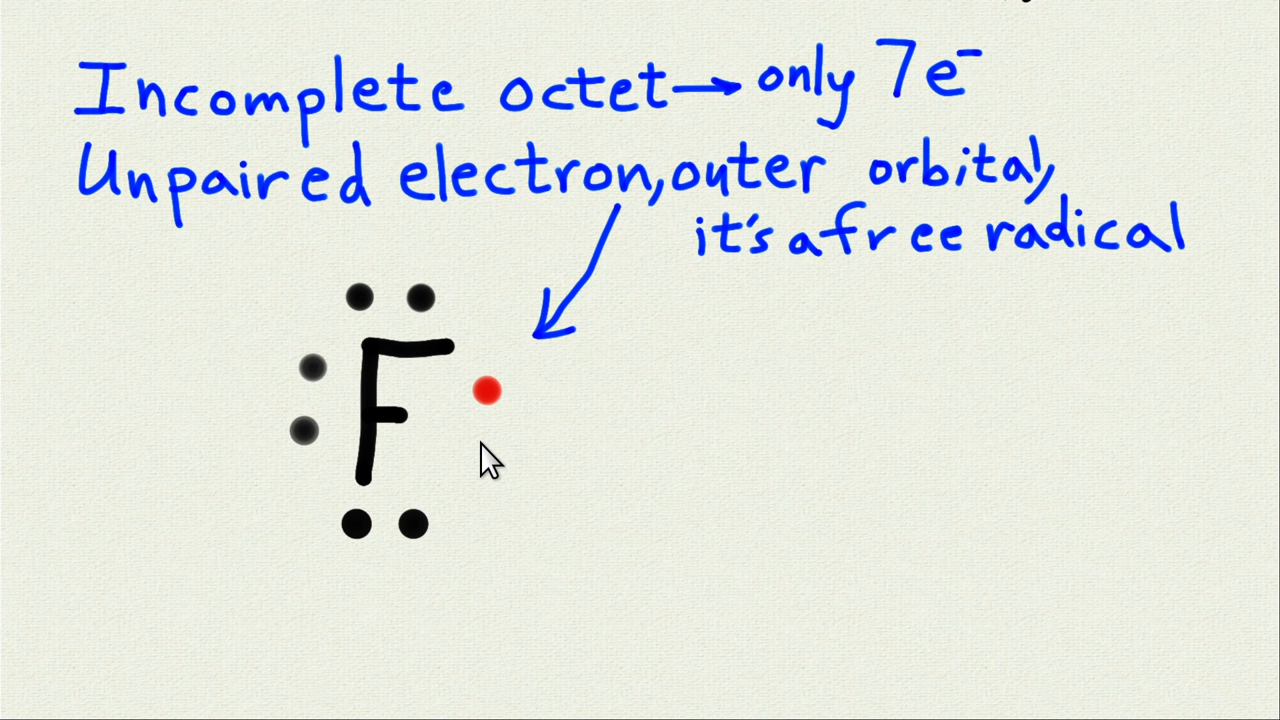 Incomplete octet→only 7e⁻
Unpaired electron,outer orbital,
it's a free radical
F